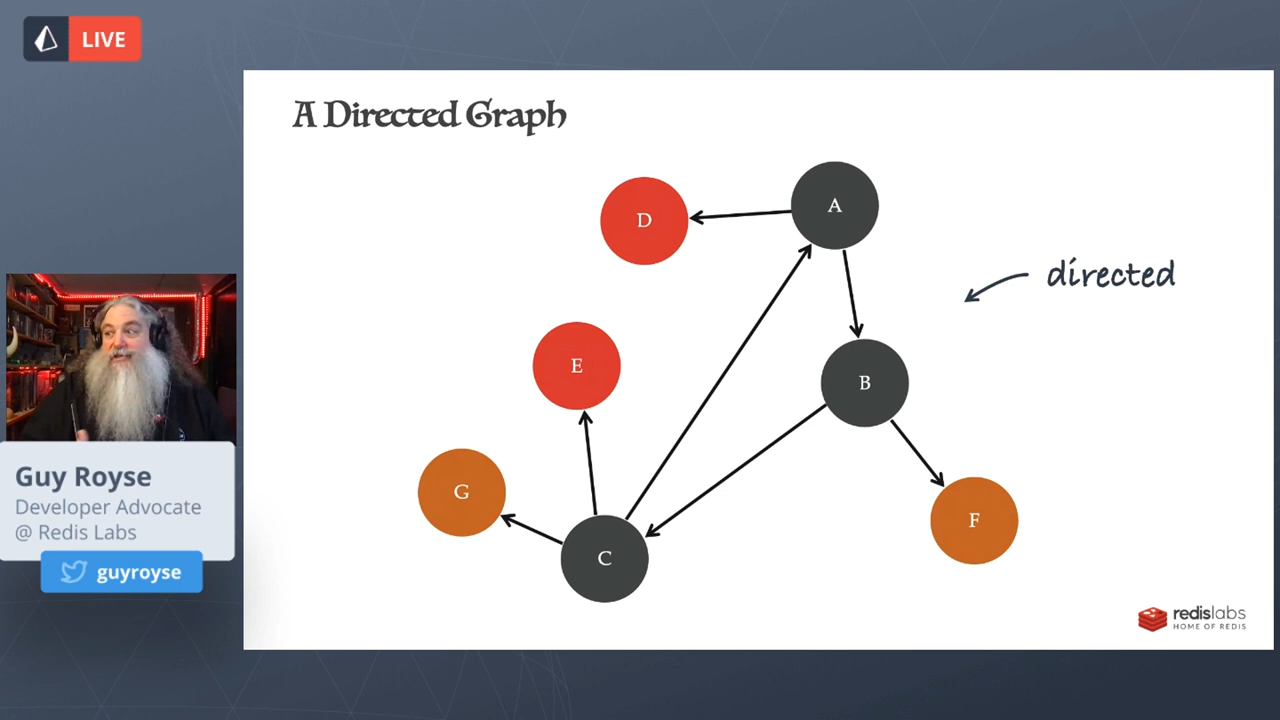 LIVE
A Directed Graph
D
A
directed
E
B
G
F
C
Guy Royse
Developer Advocate
@ Redis Labs
guyroyse
redislabs
HOME OF REDIS